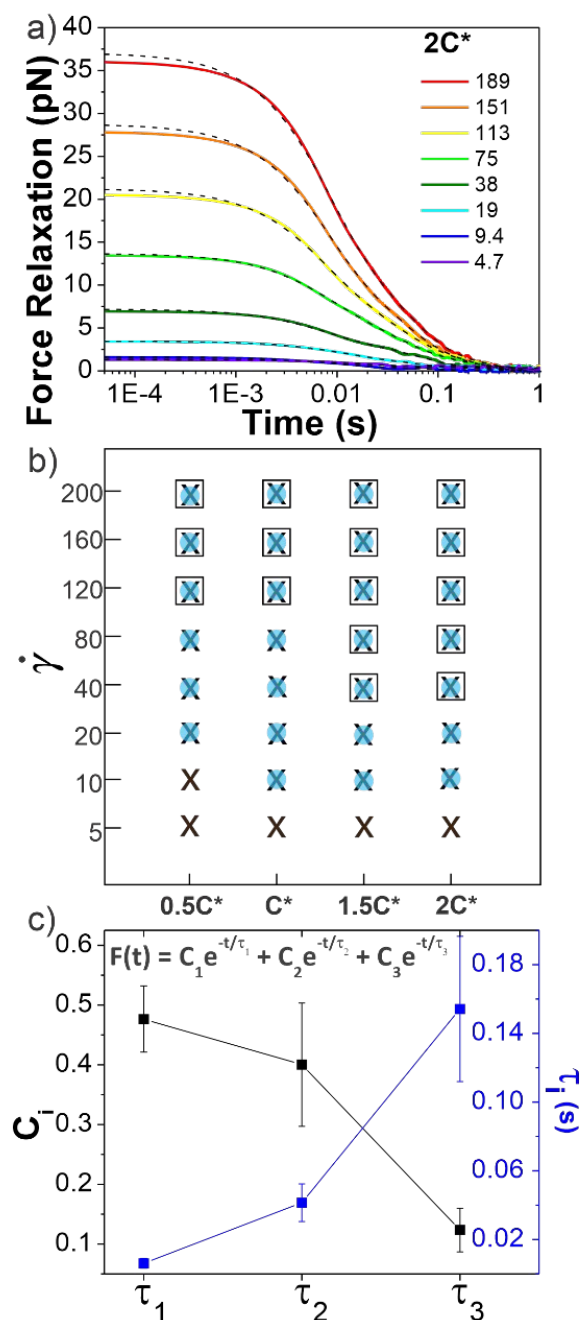 a)
2C*
189
151
113
75
38
19
9.4
4.7
Force Relaxation (pN)
40
35
30
25
20
15
10
5
0
1E-4 1E-3 0.01 0.1 1
Time (s)
b)
γ̇
200
160
120
80
40
20
10
5
X X X X
X X X X
X X X X
X X X X
X X X X
X X X X
X X X X
X X X X
0.5C* C* 1.5C* 2C*
c)
F(t) = C₁e^(-t/τ₁) + C₂e^(-t/τ₂) + C₃e^(-t/τ₃)
Cᵢ
0.6
0.5
0.4
0.3
0.2
0.1
0.18
0.14
0.10
0.06
0.02
τᵢ (s)
τ₁ τ₂ τ₃